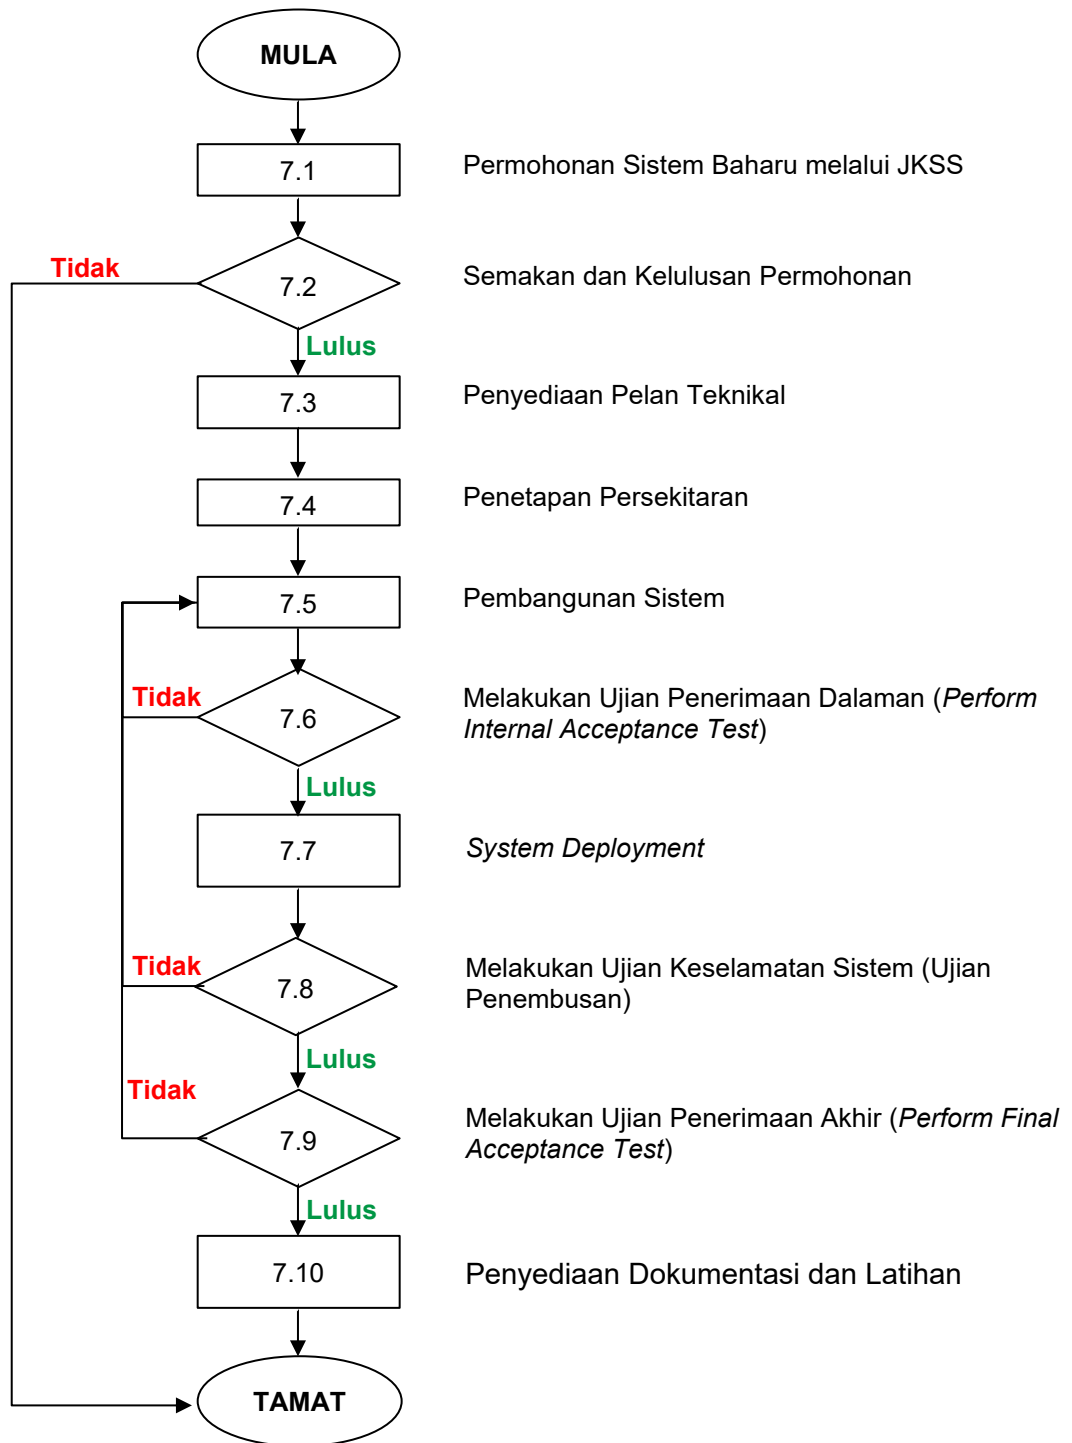 MULA
7.1
Permohonan Sistem Baharu melalui JKSS
Tidak
7.2
Semakan dan Kelulusan Permohonan
Lulus
7.3
Penyediaan Pelan Teknikal
7.4
Penetapan Persekitaran
7.5
Pembangunan Sistem
Tidak
7.6
Melakukan Ujian Penerimaan Dalaman (Perform
Internal Acceptance Test)
Lulus
7.7
System Deployment
Tidak
7.8
Melakukan Ujian Keselamatan Sistem (Ujian
Penembusan)
Lulus
Tidak
7.9
Melakukan Ujian Penerimaan Akhir (Perform Final
Acceptance Test)
Lulus
7.10
Penyediaan Dokumentasi dan Latihan
TAMAT